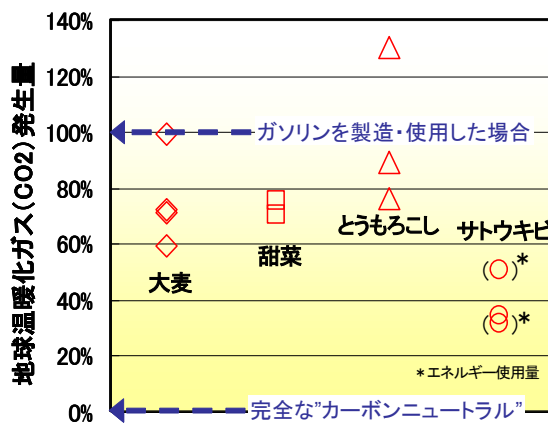 地球温暖化ガス(CO2)発生量
140%
120%
100%
80%
60%
40%
20%
0%
ガソリンを製造・使用した場合
大麦
甜菜
とうもろこし
サトウキビ
( )*
( )*
*エネルギー使用量
完全な"カーボンニュートラル"